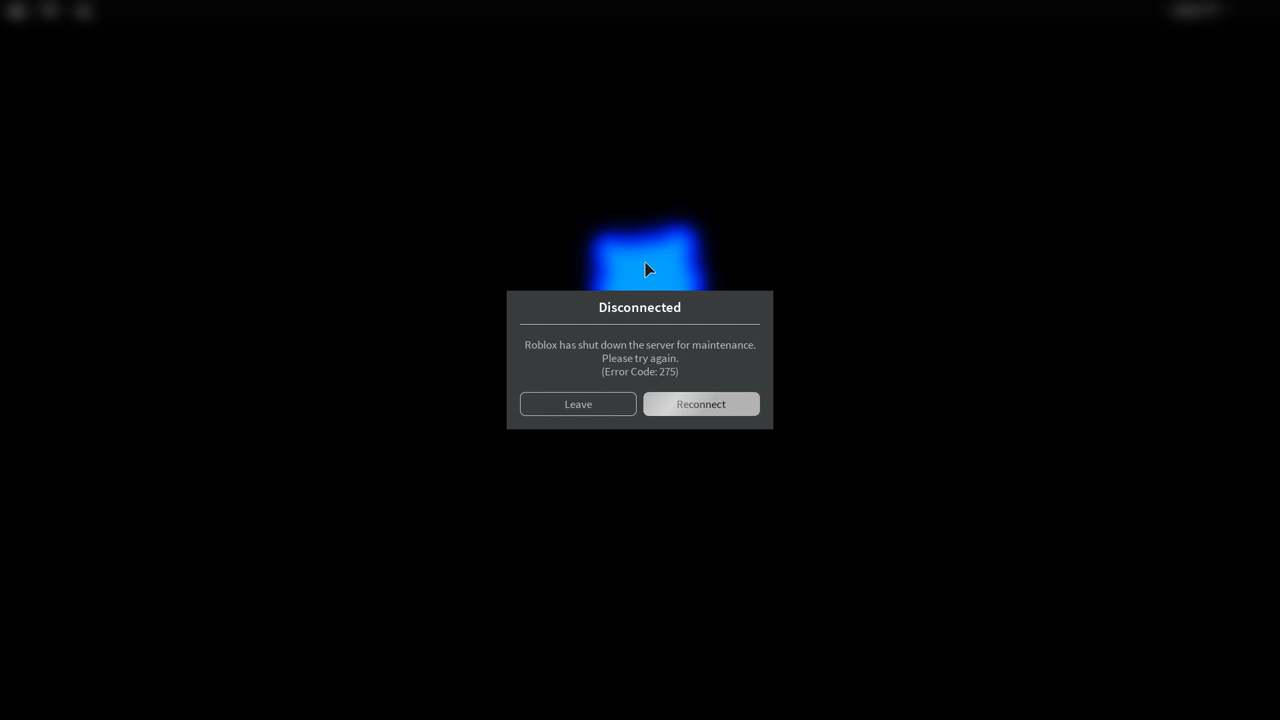 Disconnected
Roblox has shut down the server for maintenance.
Please try again.
(Error Code: 275)
Leave
Reconnect